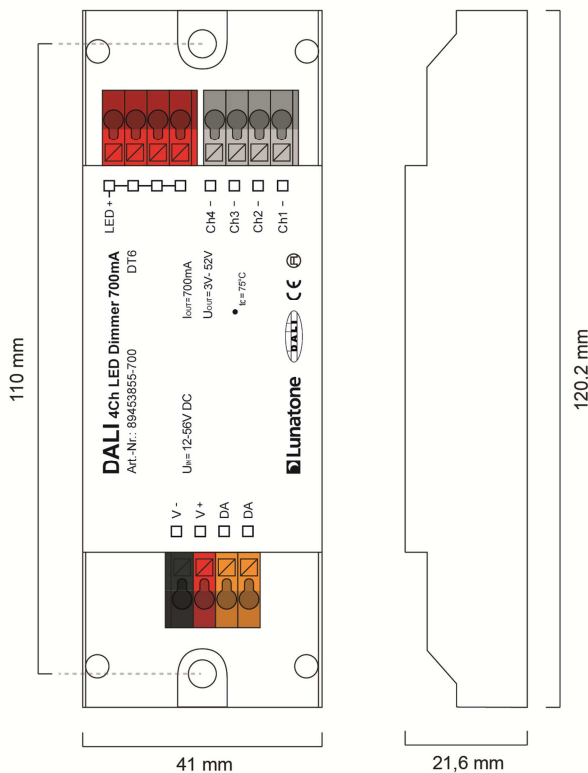 LED +
Ch4 -
Ch3 -
Ch2 -
Ch1 -
DALI 4Ch LED Dimmer 700mA
Art.-Nr.: 89453855-700 DT6
UIN= 12-56V DC
IOUT=700mA
UOUT= 3V- 52V
tc= 75°C
Lunatone
DALI
CE
V -
V +
DA
DA
110 mm
120,2 mm
41 mm
21,6 mm